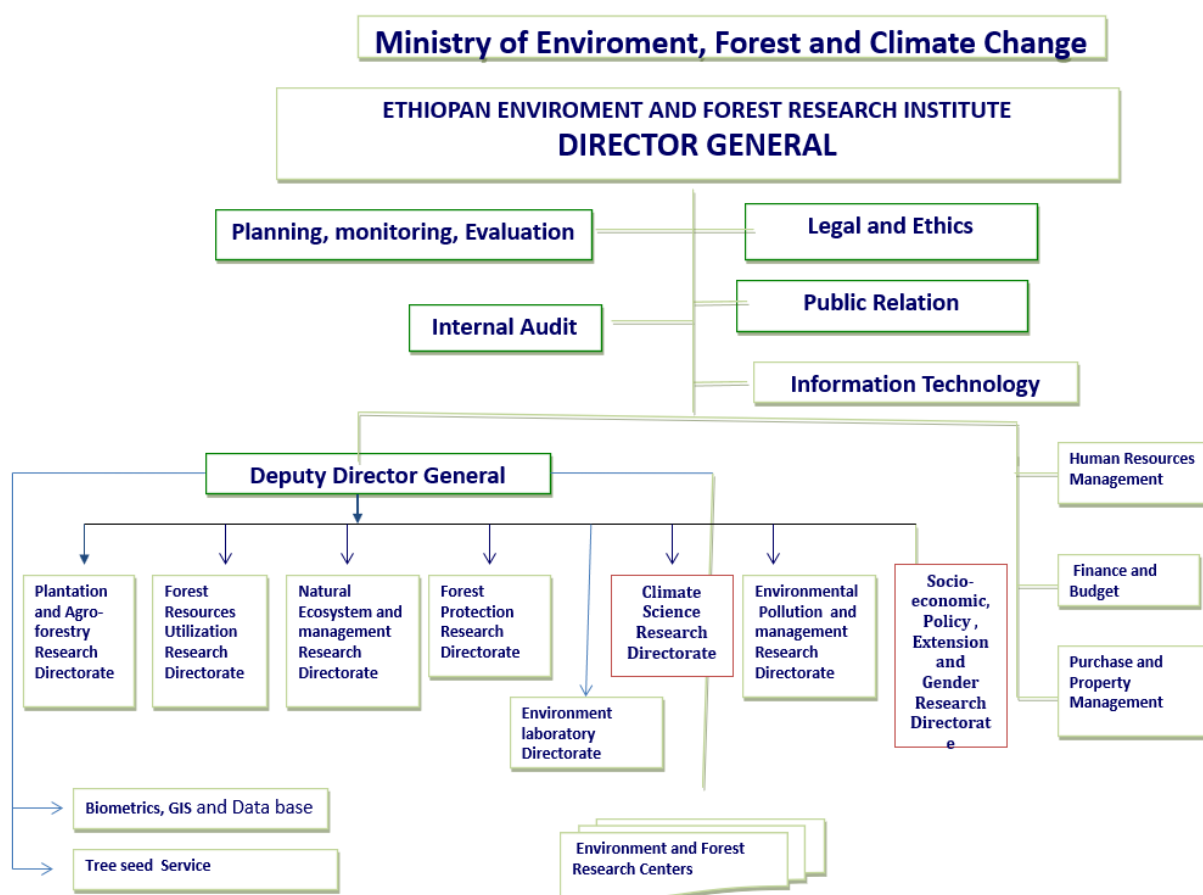 Ministry of Enviroment, Forest and Climate Change
ETHIOPAN ENVIROMENT AND FOREST RESEARCH INSTITUTE
DIRECTOR GENERAL
Planning, monitoring, Evaluation
Legal and Ethics
Internal Audit
Public Relation
Information Technology
Deputy Director General
Human Resources
Management
Finance and
Budget
Purchase and
Property
Management
Plantation
and Agro-
forestry
Research
Directorate
Forest
Resources
Utilization
Research
Directorate
Natural
Ecosystem and
management
Research
Directorate
Forest
Protection
Research
Directorate
Environment
laboratory
Directorate
Climate
Science
Research
Directorate
Environmental
Pollution and
management
Research
Directorate
Socio-
economic,
Policy ,
Extension
and
Gender
Research
Directorat
e
Biometrics, GIS and Data base
Tree seed Service
Environment and Forest
Research Centers